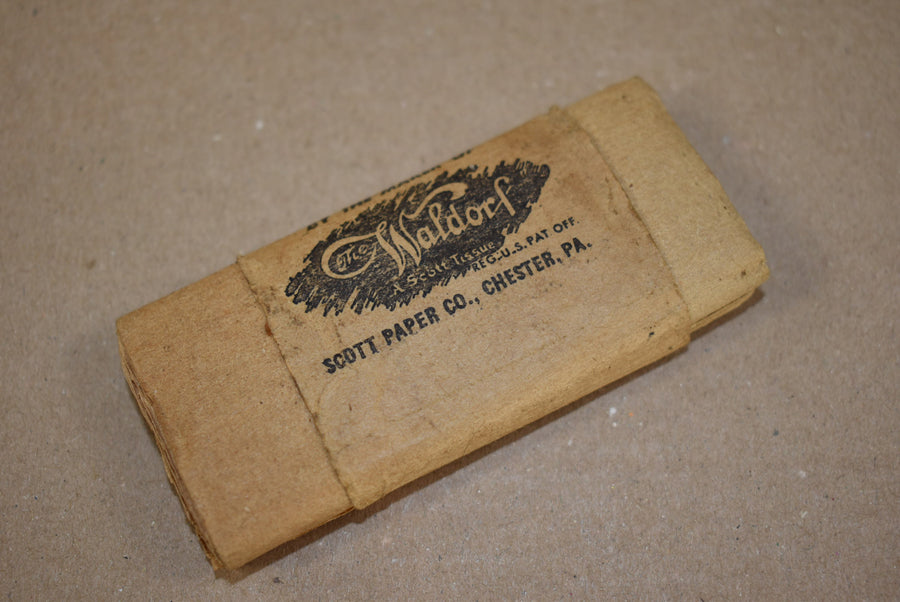 The Waldorf
A Scott Tissue
REG. U.S. PAT OFF.
SCOTT PAPER CO., CHESTER, PA.